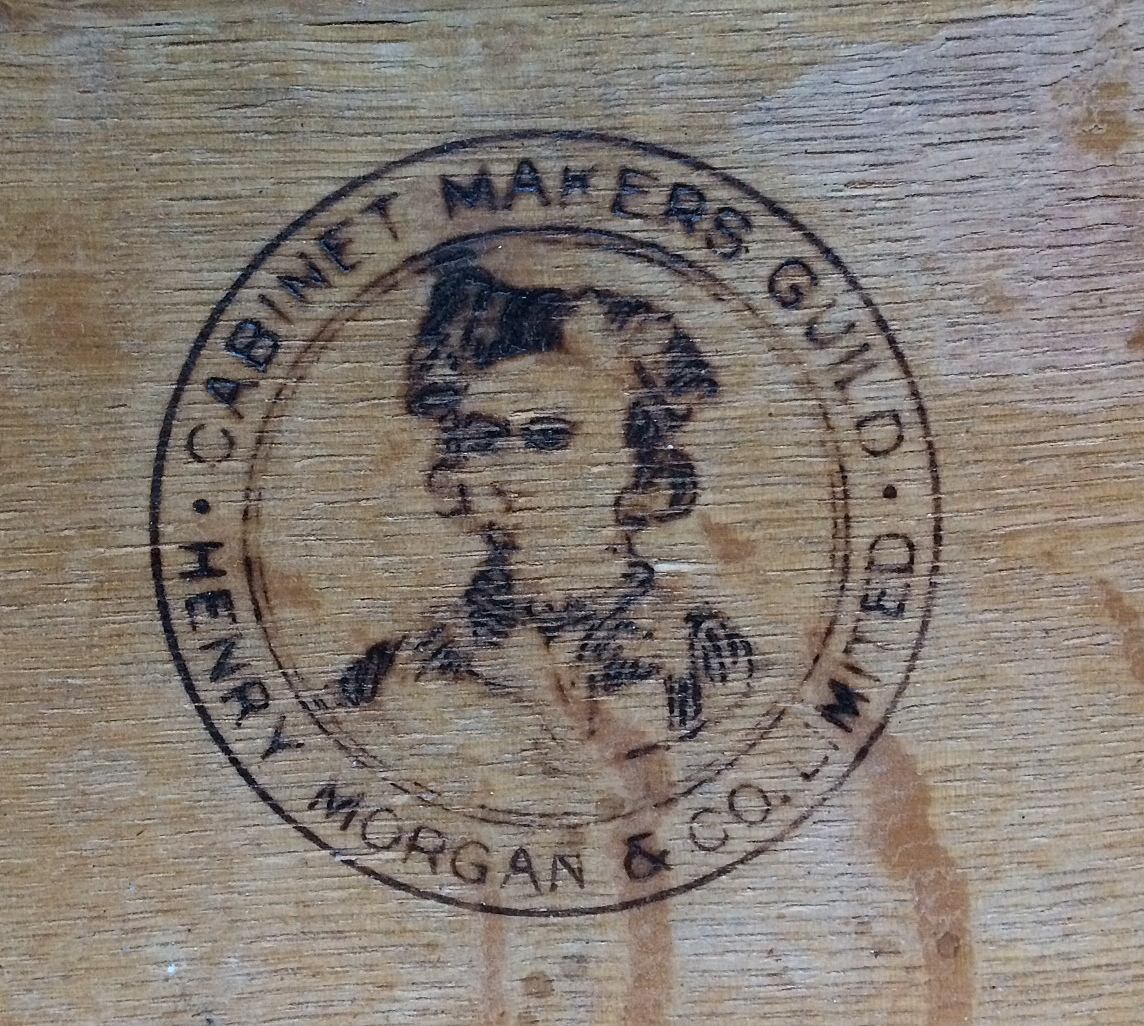 CABINET MAKERS GUILD
HENRY MORGAN & CO. LIMITED